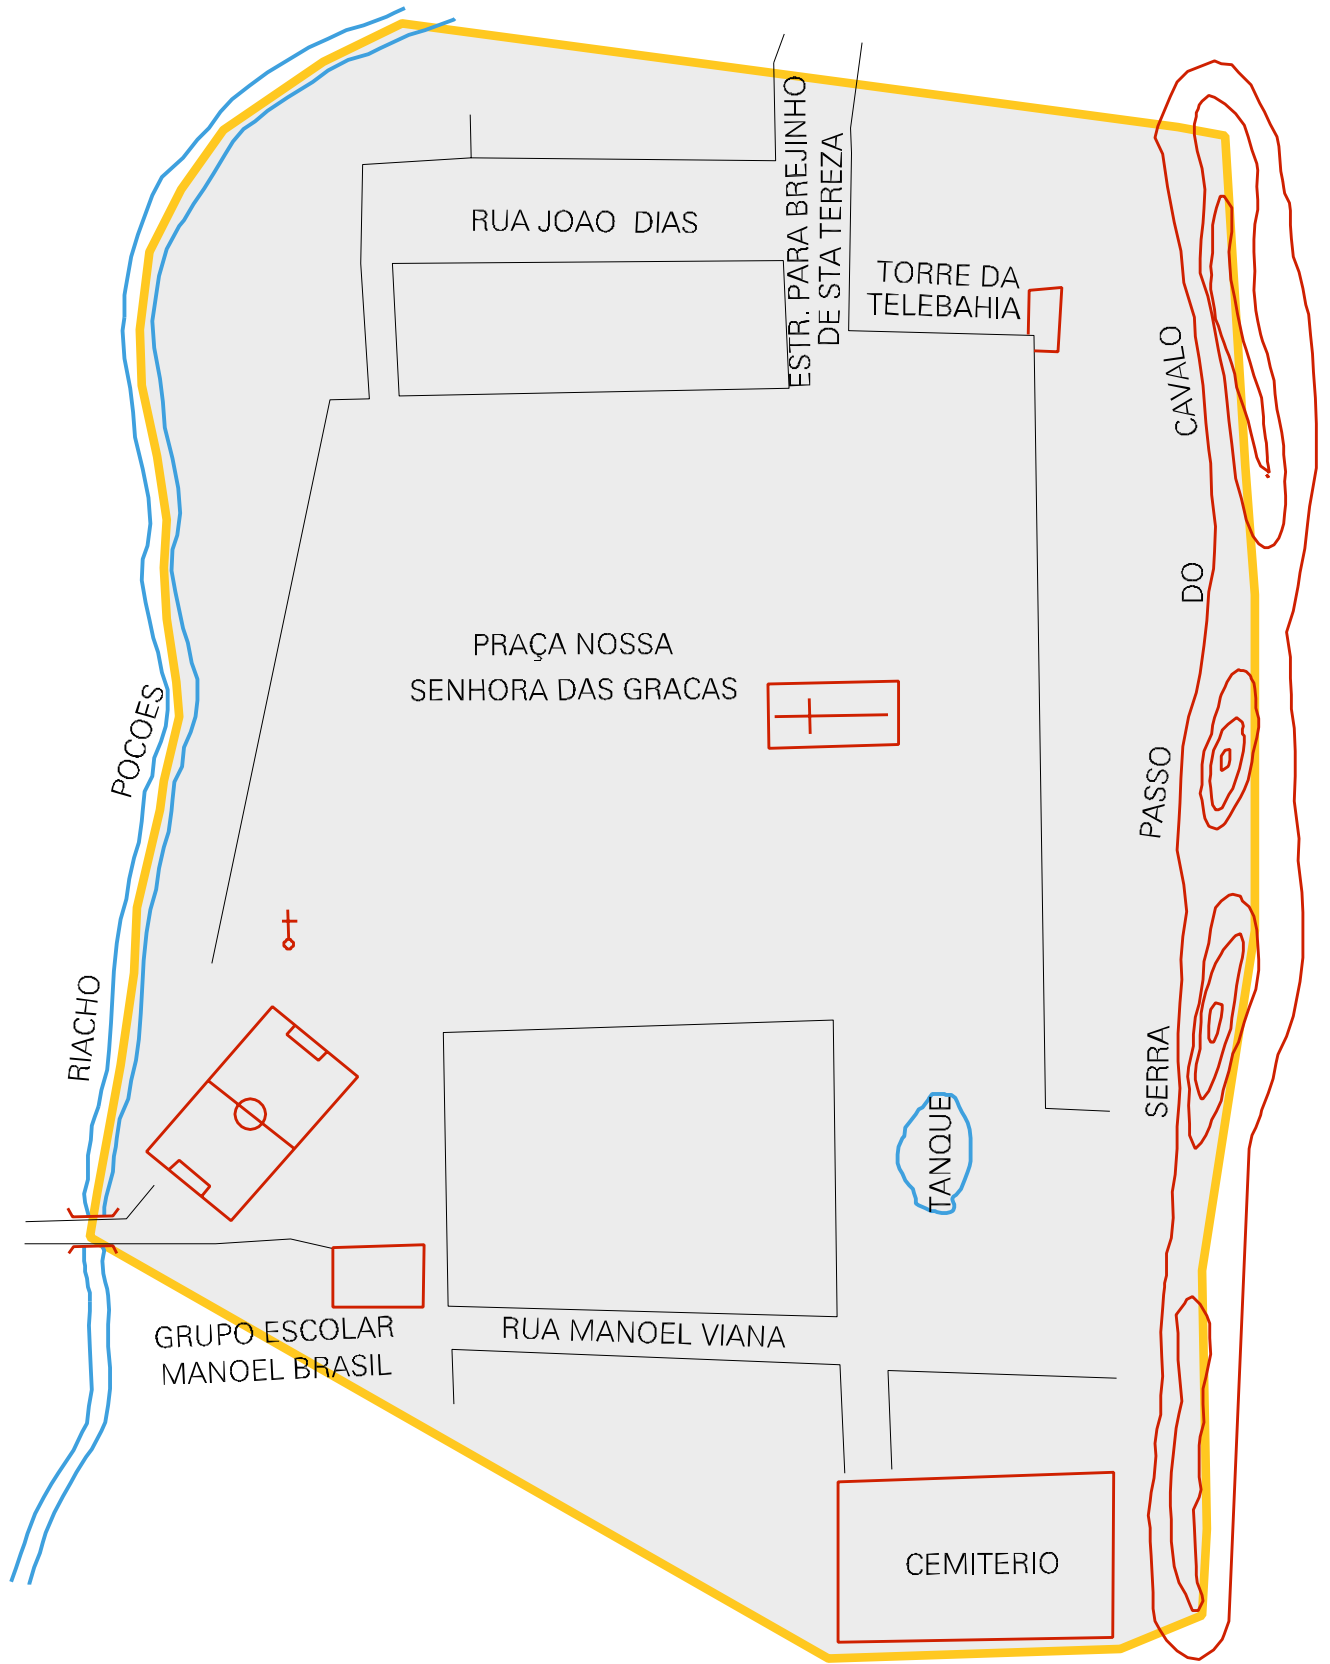 RUA JOAO DIAS
ESTR. PARA BREJINHO
DE STA TEREZA
TORRE DA
TELEBAHIA
PRAÇA NOSSA
SENHORA DAS GRACAS
RIACHO POCOES
SERRA PASSO DO CAVALO
TANQUE
GRUPO ESCOLAR
MANOEL BRASIL
RUA MANOEL VIANA
CEMITERIO